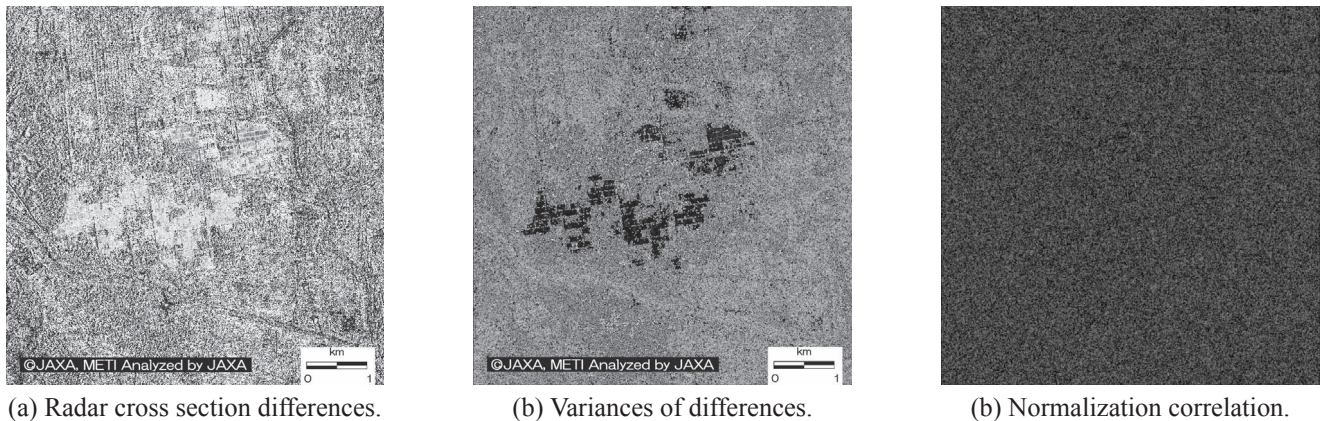 ©JAXA, METI Analyzed by JAXA
km
0 1
©JAXA, METI Analyzed by JAXA
km
0 1
(a) Radar cross section differences.
(b) Variances of differences.
(b) Normalization correlation.